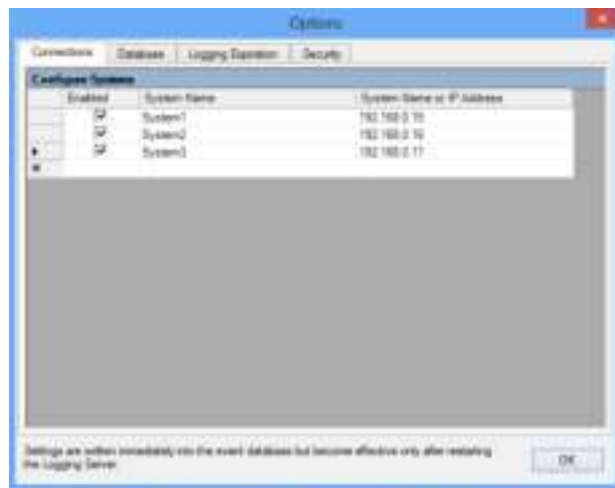 Options
Connections Database Logging Expiration Security
Configure Systems
Enabled System Name System Name or IP Address
System1 192.168.0.15
System2 192.168.0.16
System3 192.168.0.17
Settings are written immediately into the event database but become effective only after restarting
the Logging Server.
OK